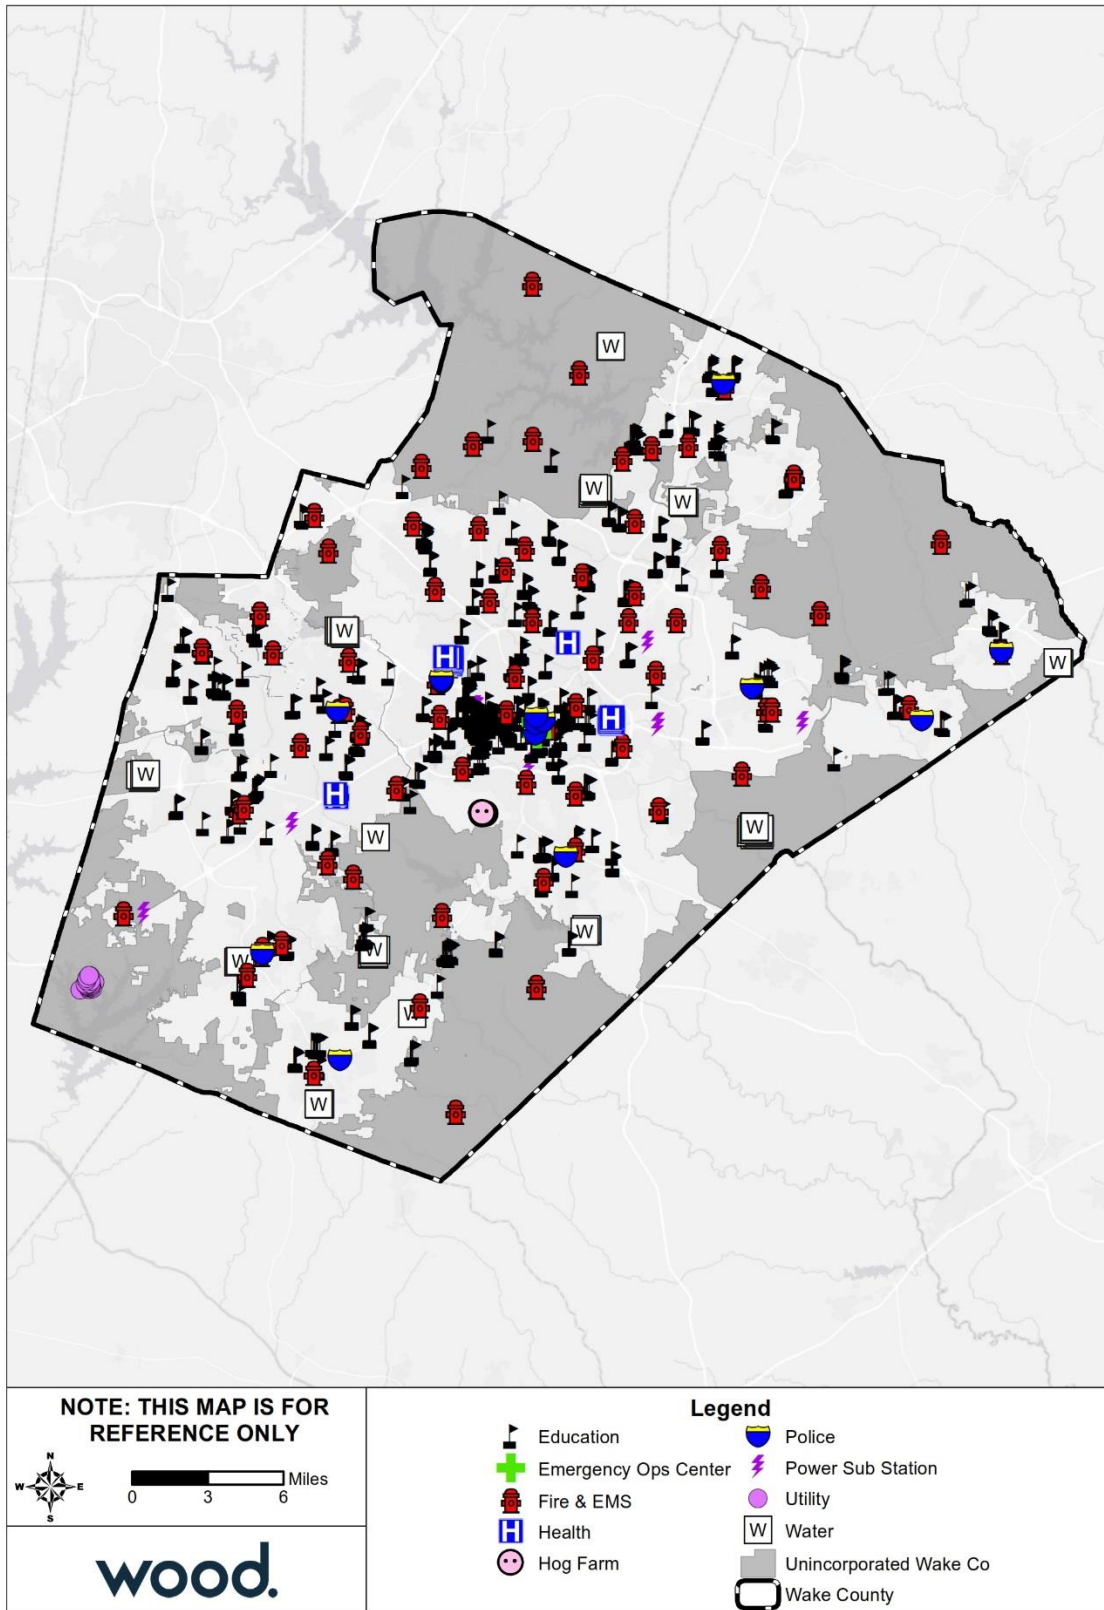 W
W
W
W
H
H
W
H
W
H
W
W
W
W
W
W
W
W
NOTE: THIS MAP IS FOR
REFERENCE ONLY
N
W E
S
Miles
0 3 6
wood.
Legend
Education
Emergency Ops Center
Fire & EMS
H Health
Hog Farm
Police
Power Sub Station
Utility
W Water
Unincorporated Wake Co
Wake County